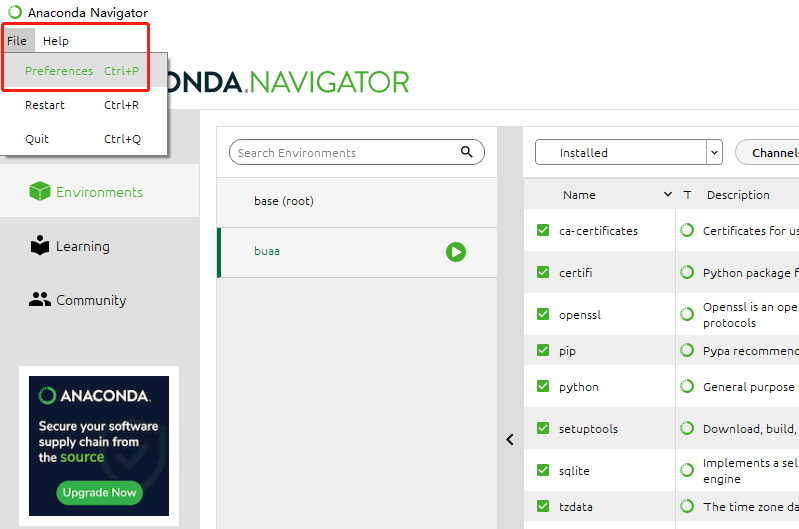 Anaconda Navigator
File Help
Preferences Ctrl+P
ONDA.NAVIGATOR
Restart Ctrl+R
Quit Ctrl+Q
Environments
Learning
Community
ANACONDA.
Secure your software
supply chain from
the source
Upgrade Now
Search Environments
base (root)
buaa
Installed
Channels
Name T Description
ca-certificates Certificates for us
certifi Python package f
openssl Openssl is an ope
protocols
pip Pypa recommend
python General purpose
setuptools Download, build,
sqlite Implements a sel
engine
tzdata The time zone da